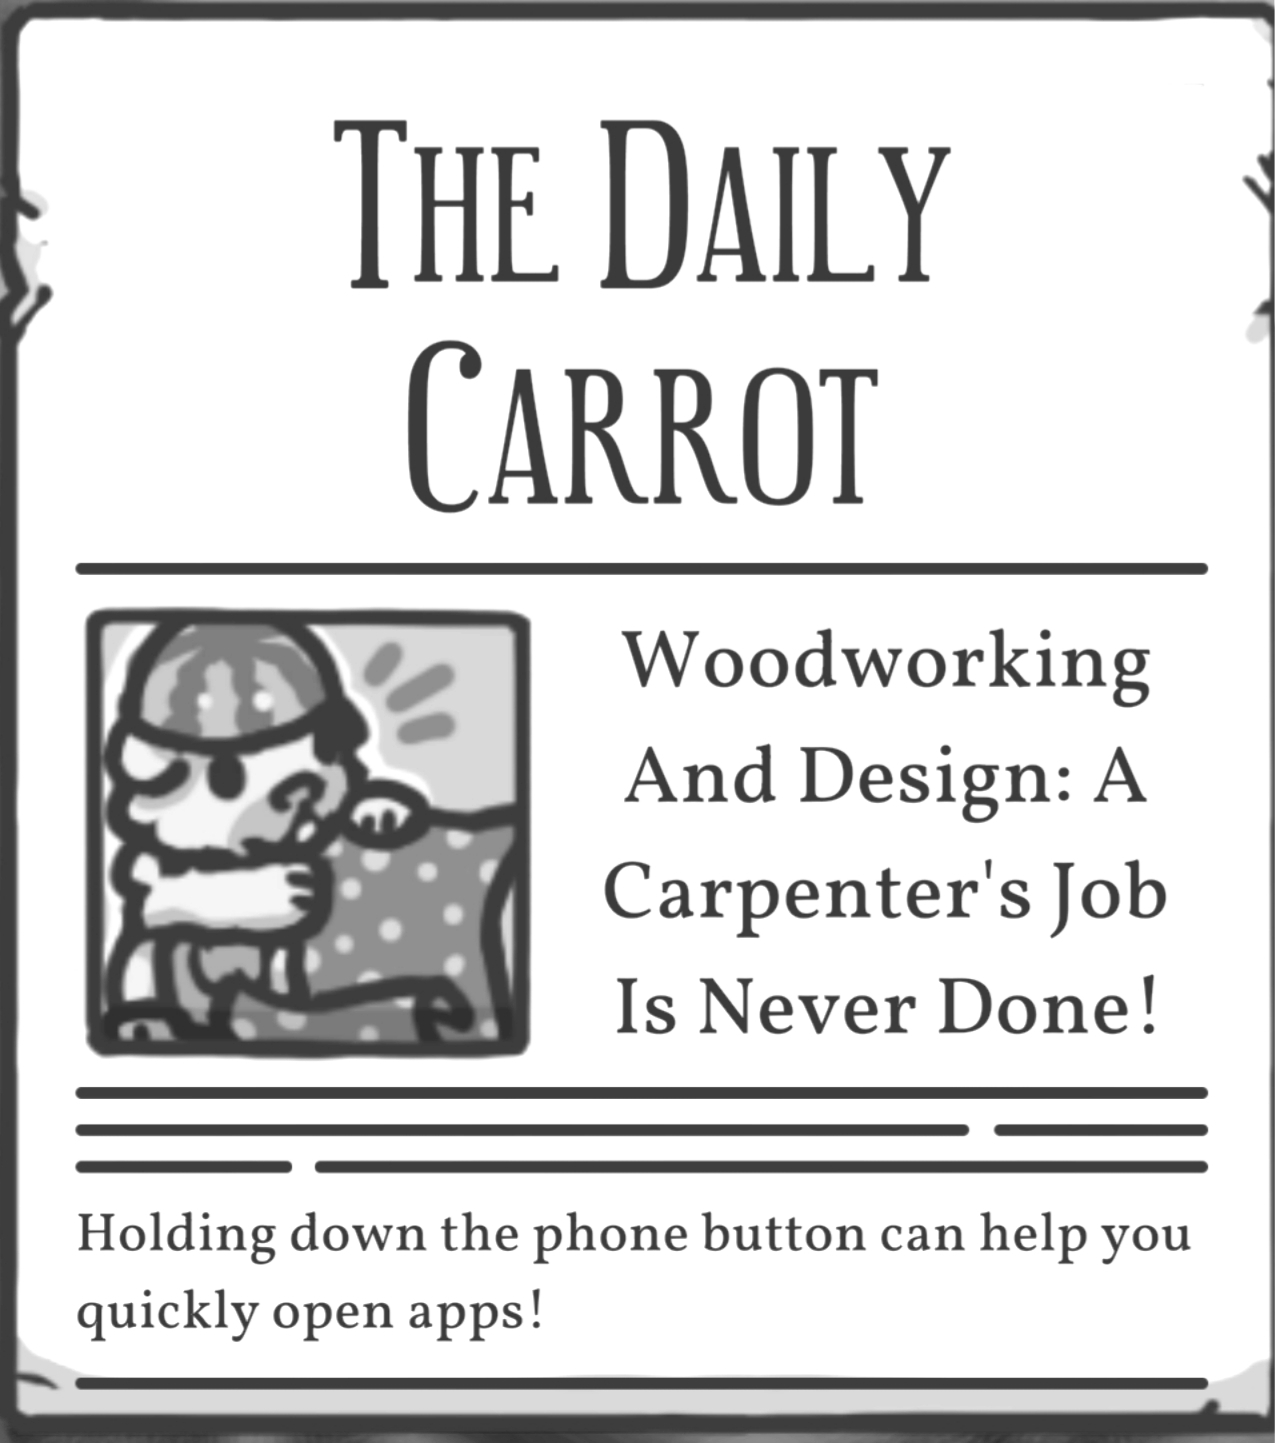 The Daily
Carrot
Woodworking
And Design: A
Carpenter's Job
Is Never Done!
Holding down the phone button can help you
quickly open apps!